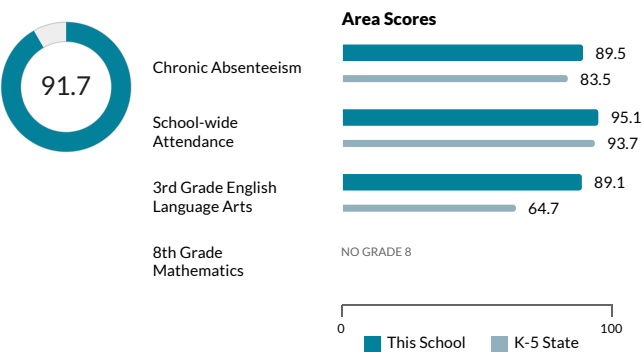 Area Scores
91.7
Chronic Absenteeism
89.5
83.5
School-wide
Attendance
95.1
93.7
3rd Grade English
Language Arts
89.1
64.7
8th Grade
Mathematics
NO GRADE 8
0
100
This School
K-5 State